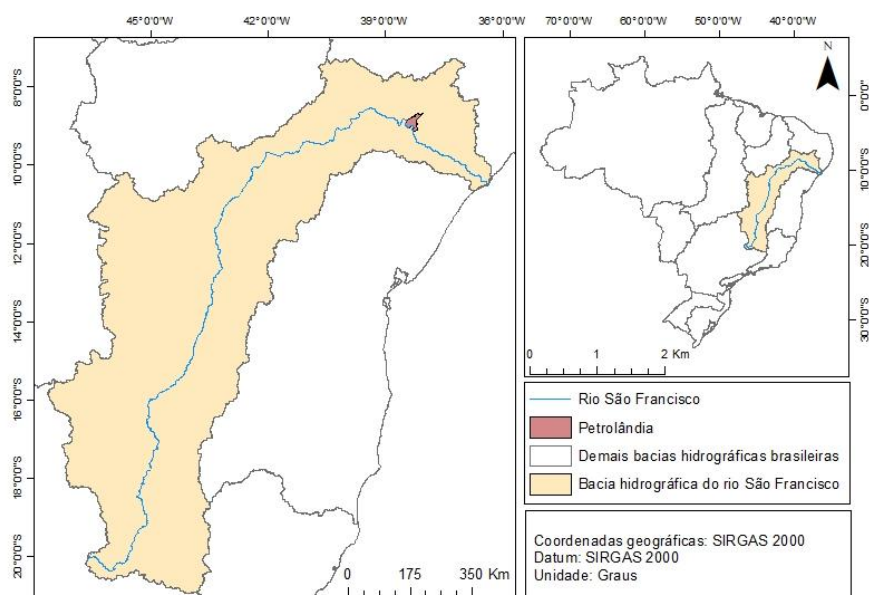 45°0'0"W 42°0'0"W 39°0'0"W 36°0'0"W
70°0'0"W 60°0'0"W 50°0'0"W 40°0'0"W
8°0'0"S
10°0'0"S
12°0'0"S
14°0'0"S
16°0'0"S
18°0'0"S
20°0'0"S
0 175 350 Km
N
0°0'0"
10°0'0"S
20°0'0"S
30°0'0"S
0 1 2 Km
Rio São Francisco
Petrolândia
Demais bacias hidrográficas brasileiras
Bacia hidrográfica do rio São Francisco
Coordenadas geográficas: SIRGAS 2000
Datum: SIRGAS 2000
Unidade: Graus